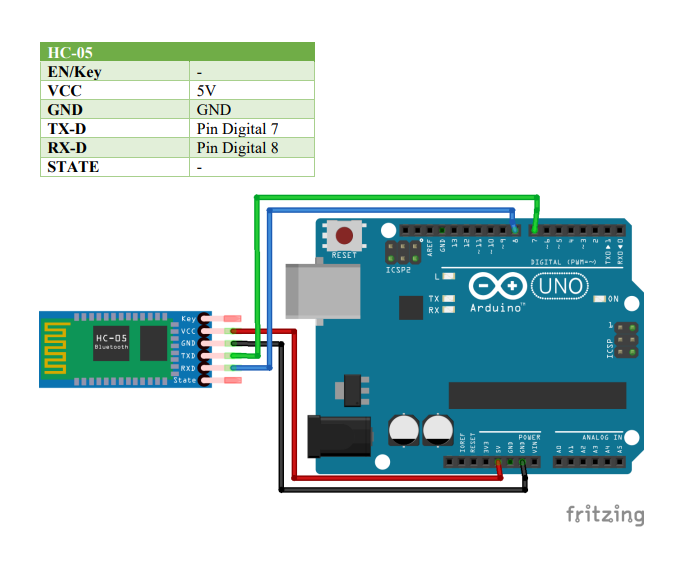 HC-05
EN/Key -
VCC 5V
GND GND
TX-D Pin Digital 7
RX-D Pin Digital 8
STATE -
RESET
ICSP2
AREF
GND
13
12
~11
~10
~9
8
7
~6
~5
4
~3
2
TXD▶1
RXD◀0
DIGITAL (PWM=~)
L
TX
RX
Arduino™
UNO
ON
1
ICSP
HC-05
Bluetooth
Key
VCC
GND
TXD
RXD
State
IOREF
RESET
3V3
5V
GND
GND
VIN
POWER
ANALOG IN
A0
A1
A2
A3
A4
A5
fritzing